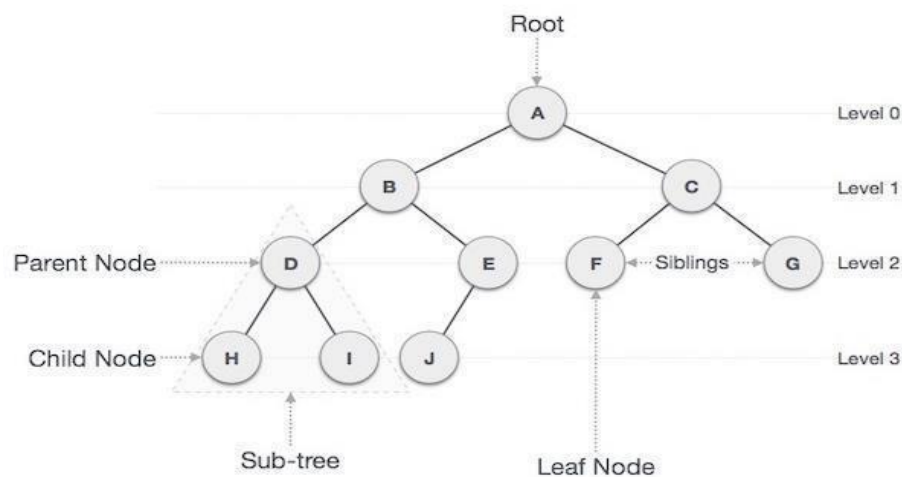 Root
A
Level 0
B
C
Level 1
Parent Node
D
E
F
Siblings
G
Level 2
Child Node
H
I
J
Level 3
Sub-tree
Leaf Node